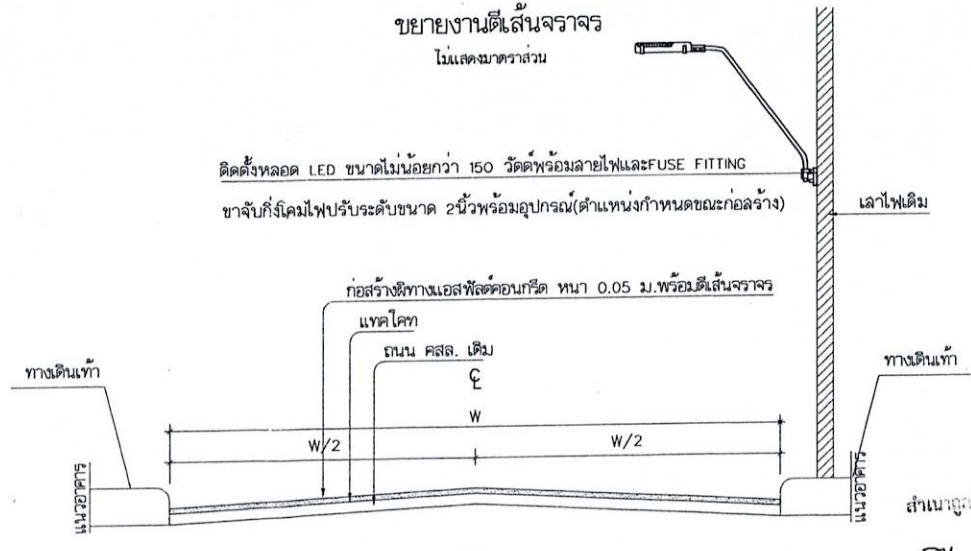 ขยายงานตีเส้นจราจร
ไม่แสดงมาตราส่วน
ติดตั้งหลอด LED ขนาดไม่น้อยกว่า 150 วัตต์พร้อมสายไฟและFUSE FITTING
ขาจับกิ่งโคมไฟปรับระดับขนาด 2นิ้วพร้อมอุปกรณ์(ตำแหน่งกำหนดขณะก่อสร้าง)
เสาไฟเดิม
ก่อสร้างผิวทางแอสฟัลต์คอนกรีต หนา 0.05 ม.พร้อมตีเส้นจราจร
แทคโคท
ถนน คสล. เดิม
ทางเดินเท้า
ทางเดินเท้า
℄
W
W/2
W/2
แนวอาคาร
แนวอาคาร
สำเนาถูก